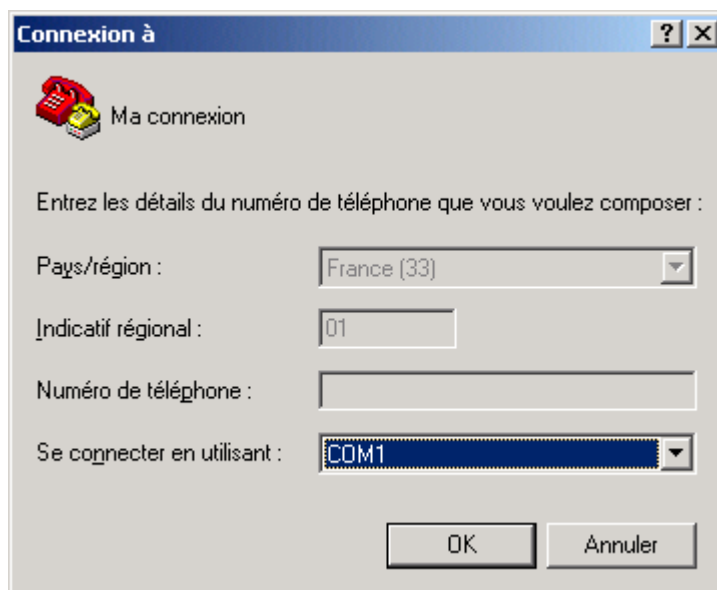 Connexion à
Ma connexion
Entrez les détails du numéro de téléphone que vous voulez composer :
Pays/région : France (33)
Indicatif régional : 01
Numéro de téléphone :
Se connecter en utilisant : COM1
OK Annuler